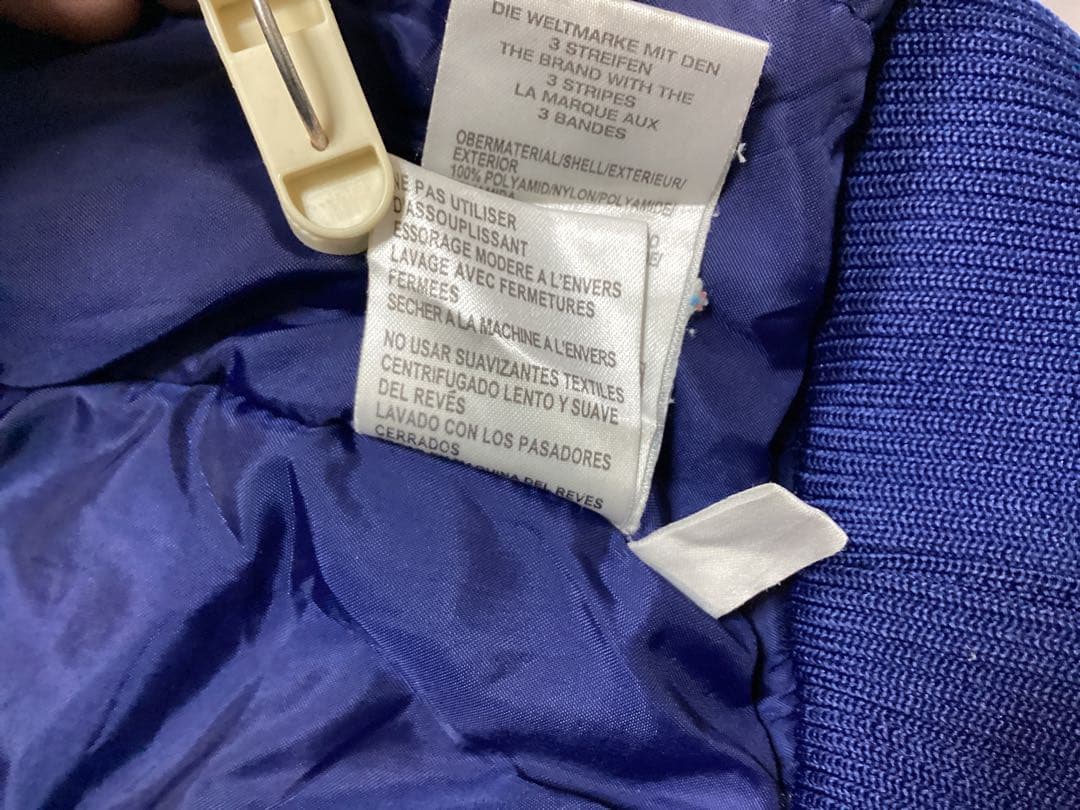 DIE WELTMARKE MIT DEN
3 STREIFEN
THE BRAND WITH THE
3 STRIPES
LA MARQUE AUX
3 BANDES
OBERMATERIAL/SHELL/EXTERIEUR/
EXTERIOR
100% POLYAMID/NYLON/POLYAMIDE/
NE PAS UTILISER
D'ASSOUPLISSANT
ESSORAGE MODERE A L'ENVERS
LAVAGE AVEC FERMETURES
FERMEES
SECHER A LA MACHINE A L'ENVERS
NO USAR SUAVIZANTES TEXTILES
CENTRIFUGADO LENTO Y SUAVE
DEL REVÉS
LAVADO CON LOS PASADORES
CERRADOS
DEL REVES